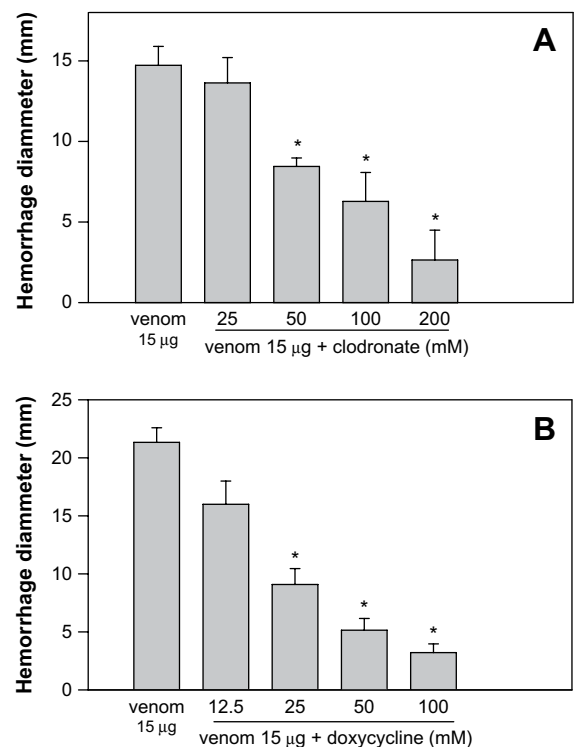 A
Hemorrhage diammeter (mm)
15
10
5
0
venom
15 μg
25 50 100 200
venom 15 μg + clodronate (mM)
* * *
B
Hemorrhage diammeter (mm)
25
20
15
10
5
0
venom
15 μg
12.5 25 50 100
venom 15 μg + doxycycline (mM)
* * *